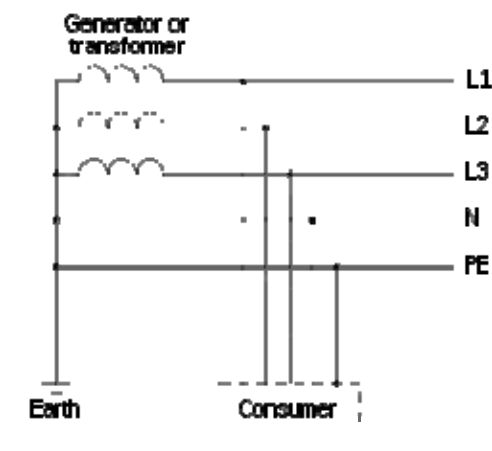 Generator or
transformer
L1
L2
L3
N
PE
Earth
Consumer